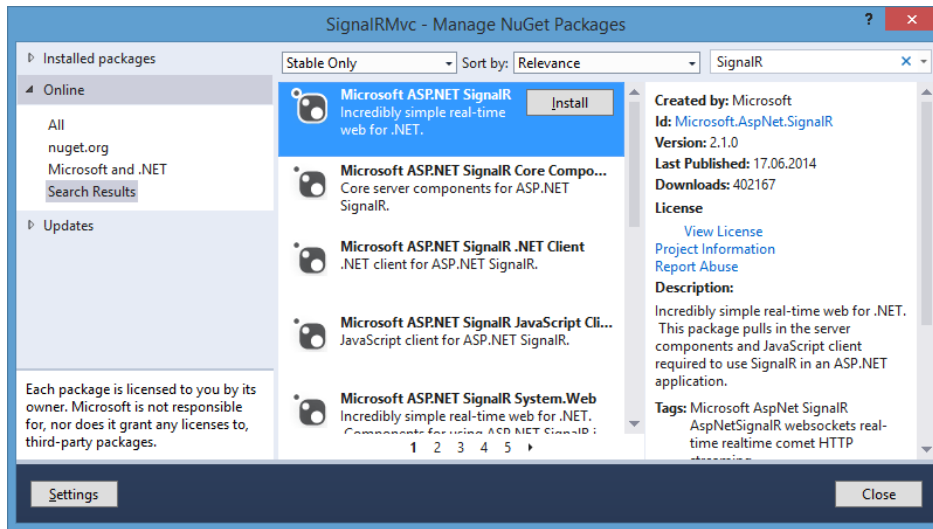 SignalRMvc - Manage NuGet Packages
?
Installed packages
Online
All
nuget.org
Microsoft and .NET
Search Results
Updates
Each package is licensed to you by its
owner. Microsoft is not responsible
for, nor does it grant any licenses to,
third-party packages.
Stable Only
Sort by: Relevance
SignalR
Microsoft ASP.NET SignalR
Incredibly simple real-time
web for .NET.
Install
Microsoft ASP.NET SignalR Core Compo...
Core server components for ASP.NET
SignalR.
Microsoft ASP.NET SignalR .NET Client
.NET client for ASP.NET SignalR.
Microsoft ASP.NET SignalR JavaScript Cli...
JavaScript client for ASP.NET SignalR.
Microsoft ASP.NET SignalR System.Web
Incredibly simple real-time web for .NET.
Components for using ASP.NET SignalR i
1 2 3 4 5
Created by: Microsoft
Id: Microsoft.AspNet.SignalR
Version: 2.1.0
Last Published: 17.06.2014
Downloads: 402167
License
View License
Project Information
Report Abuse
Description:
Incredibly simple real-time web for .NET.
This package pulls in the server
components and JavaScript client
required to use SignalR in an ASP.NET
application.
Tags: Microsoft AspNet SignalR
AspNetSignalR websockets real-
time realtime comet HTTP
streaming
Settings
Close